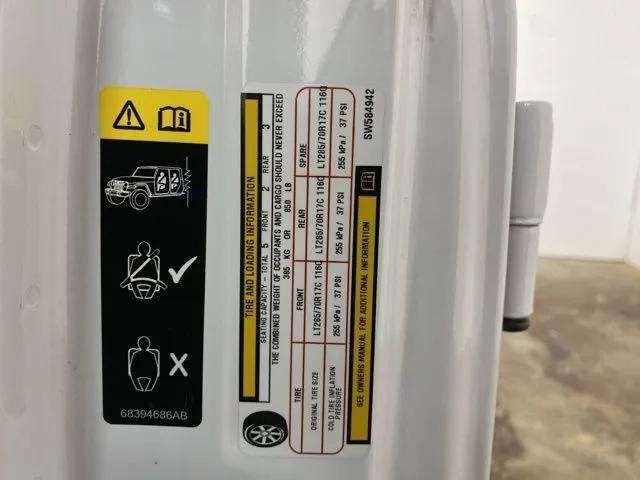 68394686AB
TIRE AND LOADING INFORMATION
SEATING CAPACITY – TOTAL 5 FRONT 2 REAR 3
THE COMBINED WEIGHT OF OCCUPANTS AND CARGO SHOULD NEVER EXCEED
385 KG OR 850 LB
TIRE FRONT REAR SPARE
ORIGINAL TIRE SIZE LT285/70R17C 116Q LT285/70R17C 116Q LT285/70R17C 116Q
COLD TIRE INFLATION PRESSURE 255 kPa / 37 PSI 255 kPa / 37 PSI 255 kPa / 37 PSI
SEE OWNERS MANUAL FOR ADDITIONAL INFORMATION
SW584942